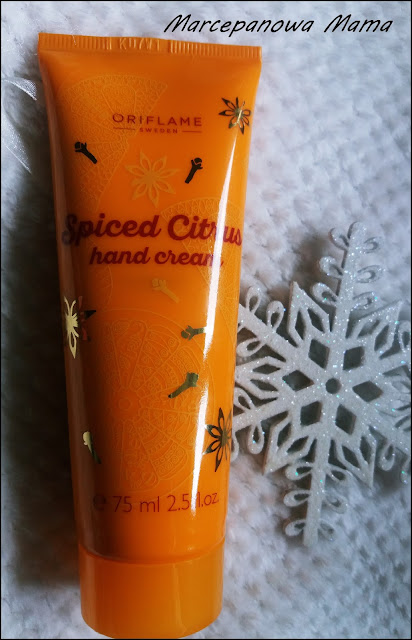 Marcepanowa Mama
ORIFLAME
SWEDEN
Spiced Citrus
hand cream
e 75 ml 2.5 fl.oz.